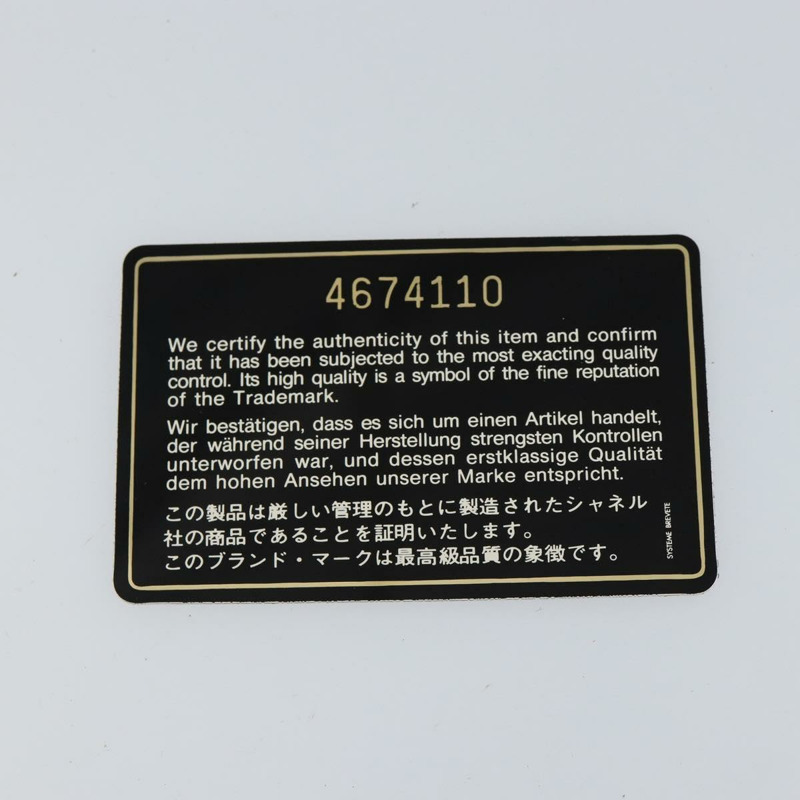 4674110
We certify the authenticity of this item and confirm
that it has been subjected to the most exacting quality
control. Its high quality is a symbol of the fine reputation
of the Trademark.
Wir bestätigen, dass es sich um einen Artikel handelt,
der während seiner Herstellung strengsten Kontrollen
unterworfen war, und dessen erstklassige Qualität
dem hohen Ansehen unserer Marke entspricht.
この製品は厳しい管理のもとに製造されたシャネル
社の商品であることを証明いたします。
このブランド・マークは最高級品質の象徴です。
SYSTEME BREVETE